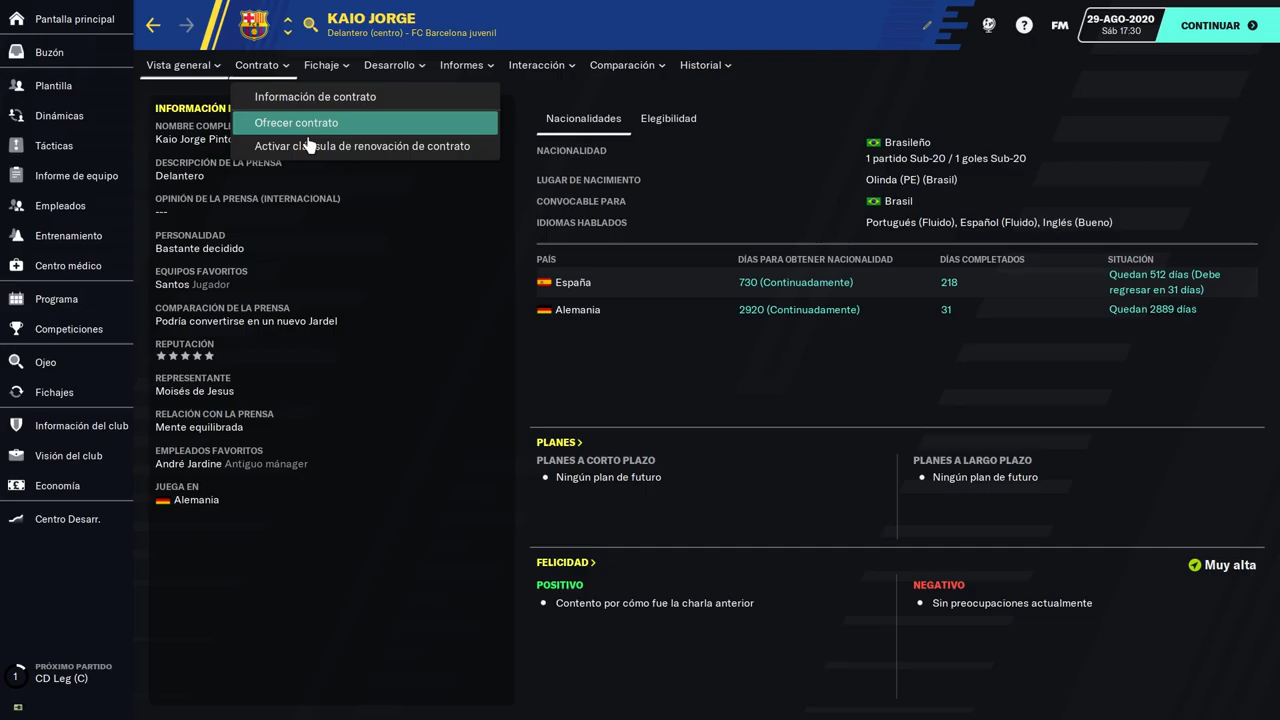 Pantalla principal
Buzón
Plantilla
Dinámicas
Tácticas
Informe de equipo
Empleados
Entrenamiento
Centro médico
Programa
Competiciones
Ojeo
Fichajes
Información del club
Visión del club
Economía
Centro Desarr.
1
PRÓXIMO PARTIDO
CD Leg (C)
KAIO JORGE
Delantero (centro) - FC Barcelona juvenil
?
FM
29-AGO-2020
Sáb 17:30
CONTINUAR
Vista general
Contrato
Fichaje
Desarrollo
Informes
Interacción
Comparación
Historial
Información de contrato
Ofrecer contrato
Activar cláusula de renovación de contrato
INFORMACIÓN
NOMBRE COMPL
Kaio Jorge Pinto
DESCRIPCIÓN DE LA PRENSA
Delantero
OPINIÓN DE LA PRENSA (INTERNACIONAL)
---
PERSONALIDAD
Bastante decidido
EQUIPOS FAVORITOS
Santos Jugador
COMPARACIÓN DE LA PRENSA
Podría convertirse en un nuevo Jardel
REPUTACIÓN
REPRESENTANTE
Moisés de Jesus
RELACIÓN CON LA PRENSA
Mente equilibrada
EMPLEADOS FAVORITOS
André Jardine Antiguo mánager
JUEGA EN
Alemania
Nacionalidades
Elegibilidad
NACIONALIDAD
Brasileño
1 partido Sub-20 / 1 goles Sub-20
LUGAR DE NACIMIENTO
Olinda (PE) (Brasil)
CONVOCABLE PARA
Brasil
IDIOMAS HABLADOS
Portugués (Fluido), Español (Fluido), Inglés (Bueno)
PAÍS DÍAS PARA OBTENER NACIONALIDAD DÍAS COMPLETADOS SITUACIÓN
España 730 (Continuadamente) 218 Quedan 512 días (Debe
regresar en 31 días)
Alemania 2920 (Continuadamente) 31 Quedan 2889 días
PLANES
PLANES A CORTO PLAZO
Ningún plan de futuro
PLANES A LARGO PLAZO
Ningún plan de futuro
FELICIDAD
Muy alta
POSITIVO
Contento por cómo fue la charla anterior
NEGATIVO
Sin preocupaciones actualmente